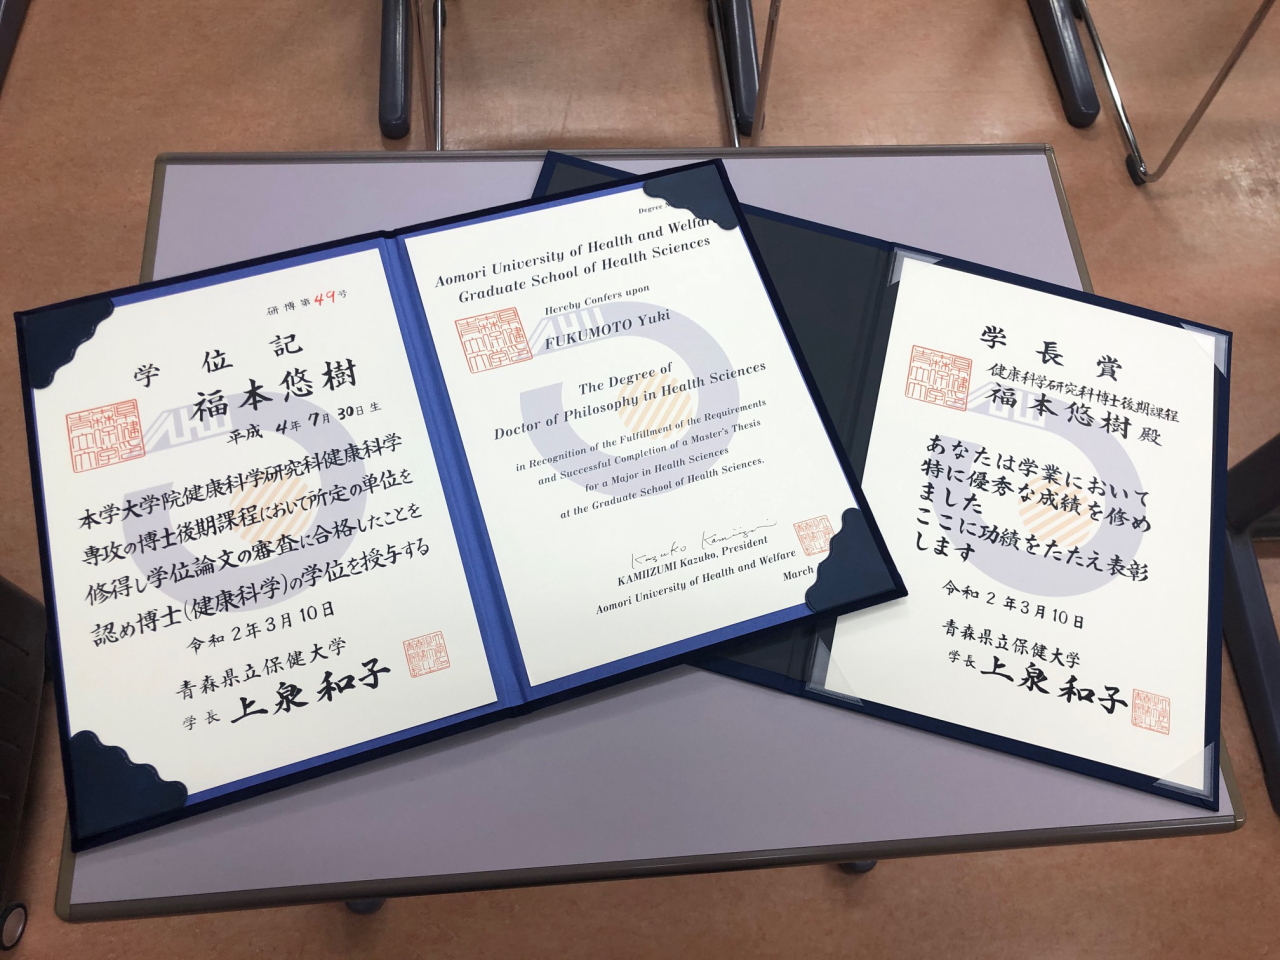 研博第49号
学位記
福本悠樹
平成4年7月30日生
本学大学院健康科学研究科健康科学
専攻の博士後期課程において所定の単位を
修得し学位論文の審査に合格したことを
認め博士(健康科学)の学位を授与する
令和2年3月10日
青森県立保健大学
学長 上泉和子
Degree
Aomori University of Health and Welfare
Graduate School of Health Sciences
Hereby Confers upon
FUKUMOTO Yuki
The Degree of
Doctor of Philosophy in Health Sciences
in Recognition of the Fulfillment of the Requirements
and Successful Completion of a Master's Thesis
for a Major in Health Sciences
at the Graduate School of Health Sciences.
Kazuko Kamiizumi
KAMIIZUMI Kazuko, President
Aomori University of Health and Welfare
March
学長賞
健康科学研究科博士後期課程
福本悠樹殿
あなたは学業において
特に優秀な成績を修め
ました
ここに功績をたたえ表彰
します
令和2年3月10日
青森県立保健大学
学長 上泉和子